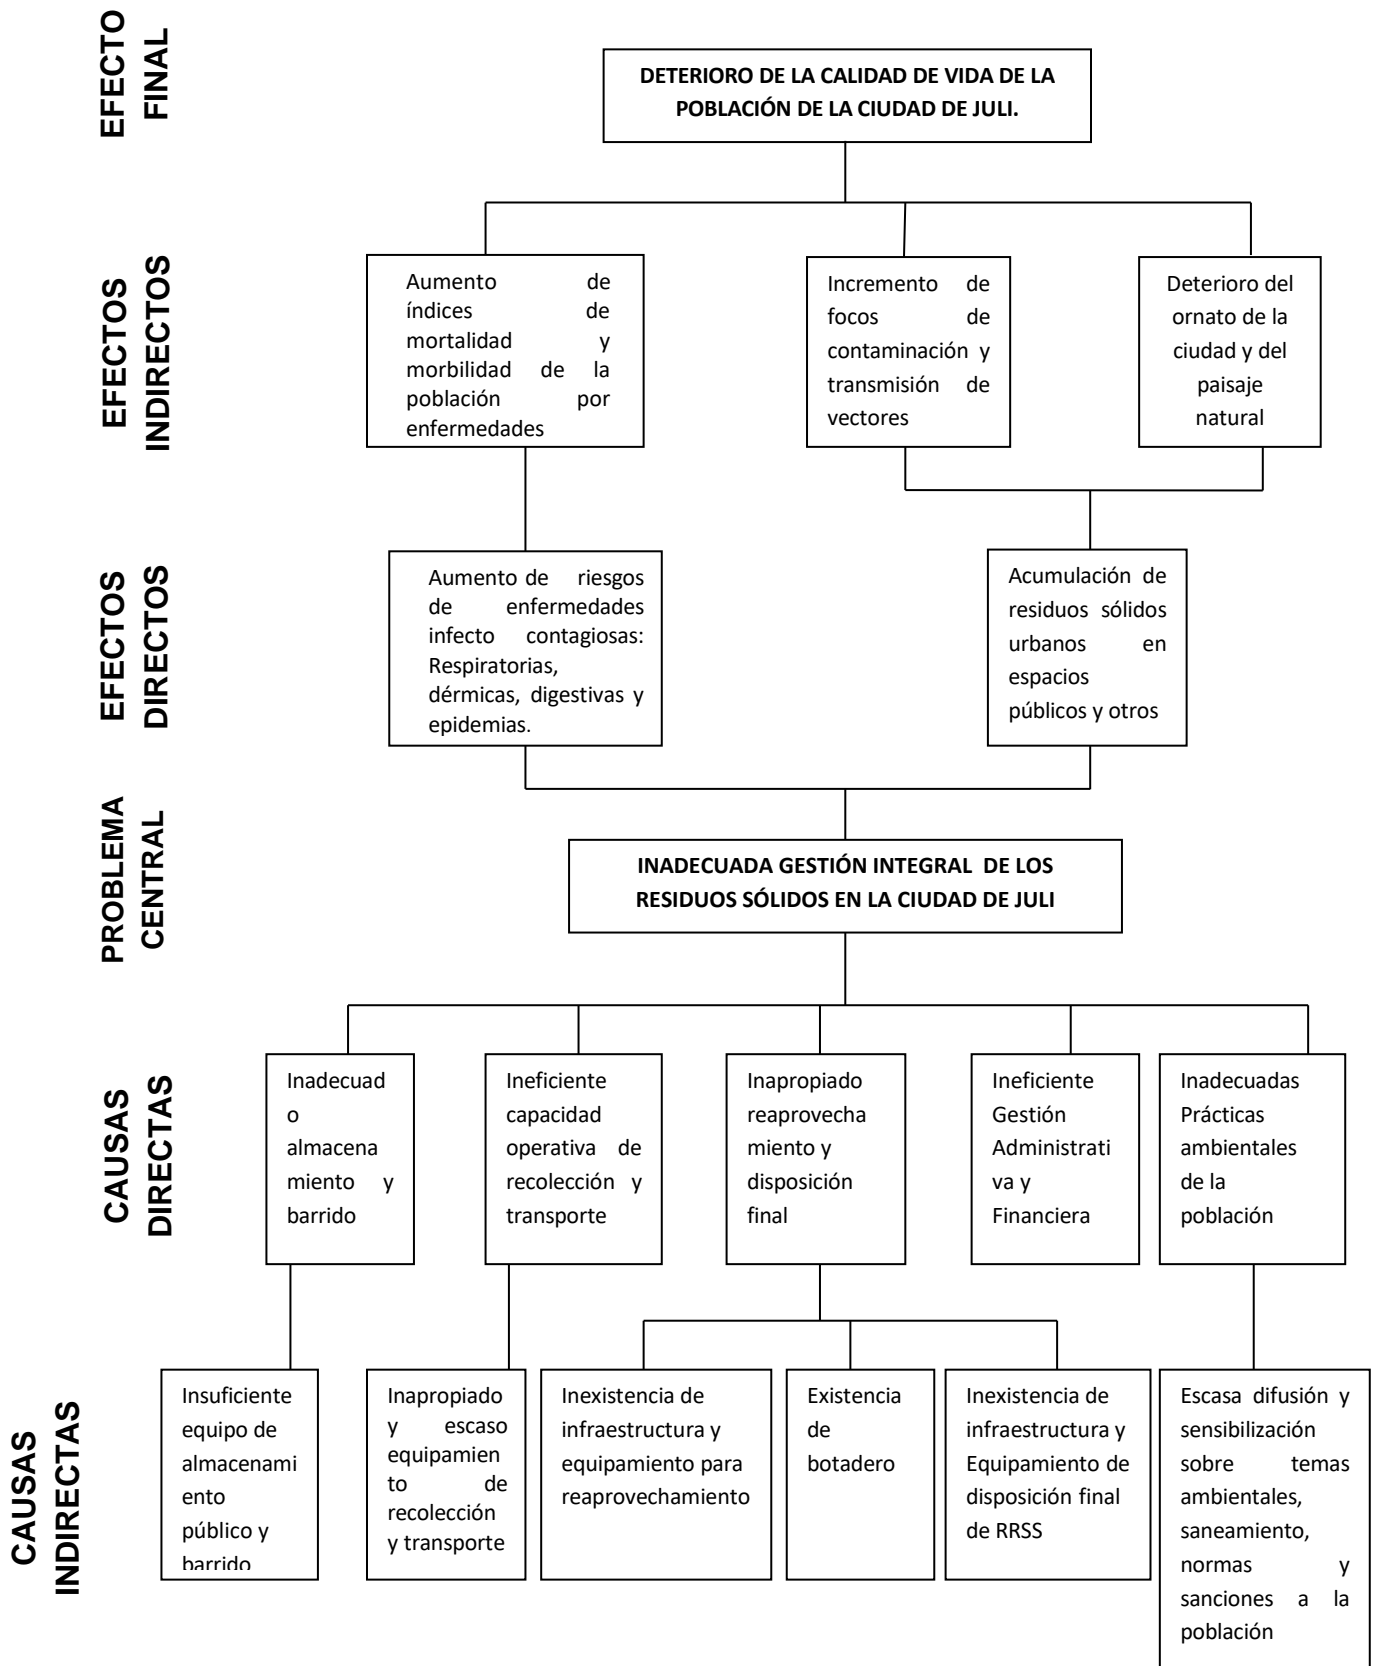 EFECTO
FINAL
DETERIORO DE LA CALIDAD DE VIDA DE LA
POBLACIÓN DE LA CIUDAD DE JULI.
EFECTOS
INDIRECTOS
Aumento de
índices de
mortalidad y
morbilidad de la
población por
enfermedades
Incremento de
focos de
contaminación y
transmisión de
vectores
Deterioro del
ornato de la
ciudad y del
paisaje
natural
EFECTOS
DIRECTOS
Aumento de riesgos
de enfermedades
infecto contagiosas:
Respiratorias,
dérmicas, digestivas y
epidemias.
Acumulación de
residuos sólidos
urbanos en
espacios
públicos y otros
PROBLEMA
CENTRAL
INADECUADA GESTIÓN INTEGRAL DE LOS
RESIDUOS SÓLIDOS EN LA CIUDAD DE JULI
CAUSAS
DIRECTAS
Inadecuad
o
almacena
miento y
barrido
Ineficiente
capacidad
operativa de
recolección y
transporte
Inapropiado
reaprovecha
miento y
disposición
final
Ineficiente
Gestión
Administrati
va y
Financiera
Inadecuadas
Prácticas
ambientales
de la
población
CAUSAS
INDIRECTAS
Insuficiente
equipo de
almacenami
ento
público y
barrido
Inapropiado
y escaso
equipamien
to de
recolección
y transporte
Inexistencia de
infraestructura y
equipamiento para
reaprovechamiento
Existencia
de
botadero
Inexistencia de
infraestructura y
Equipamiento de
disposición final
de RRSS
Escasa difusión y
sensibilización
sobre temas
ambientales,
saneamiento,
normas y
sanciones a la
población